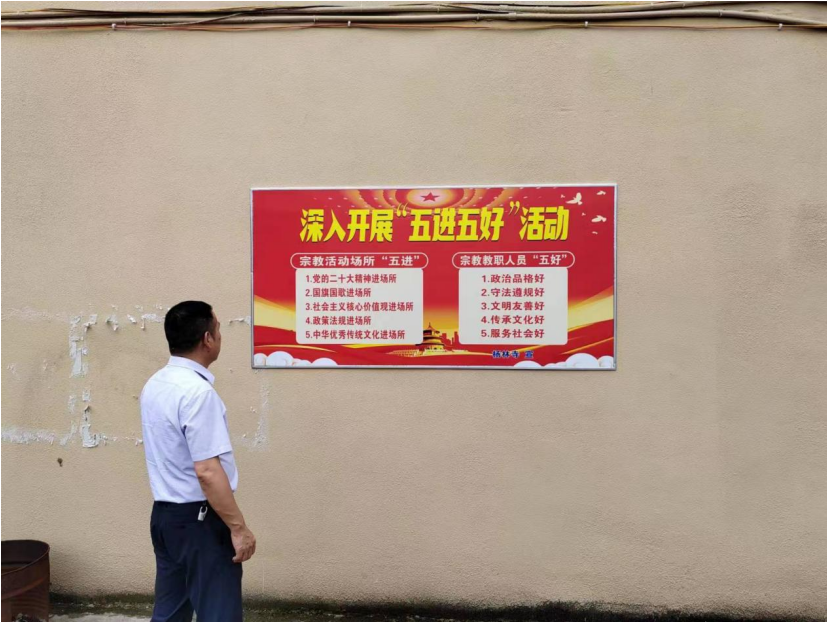 深入开展“五进五好”活动
宗教活动场所“五进”
1.党的二十大精神进场所
2.国旗国歌进场所
3.社会主义核心价值观进场所
4.政策法规进场所
5.中华优秀传统文化进场所
宗教教职人员“五好”
1.政治品格好
2.守法遵规好
3.文明友善好
4.传承文化好
5.服务社会好
杨林寺 宣